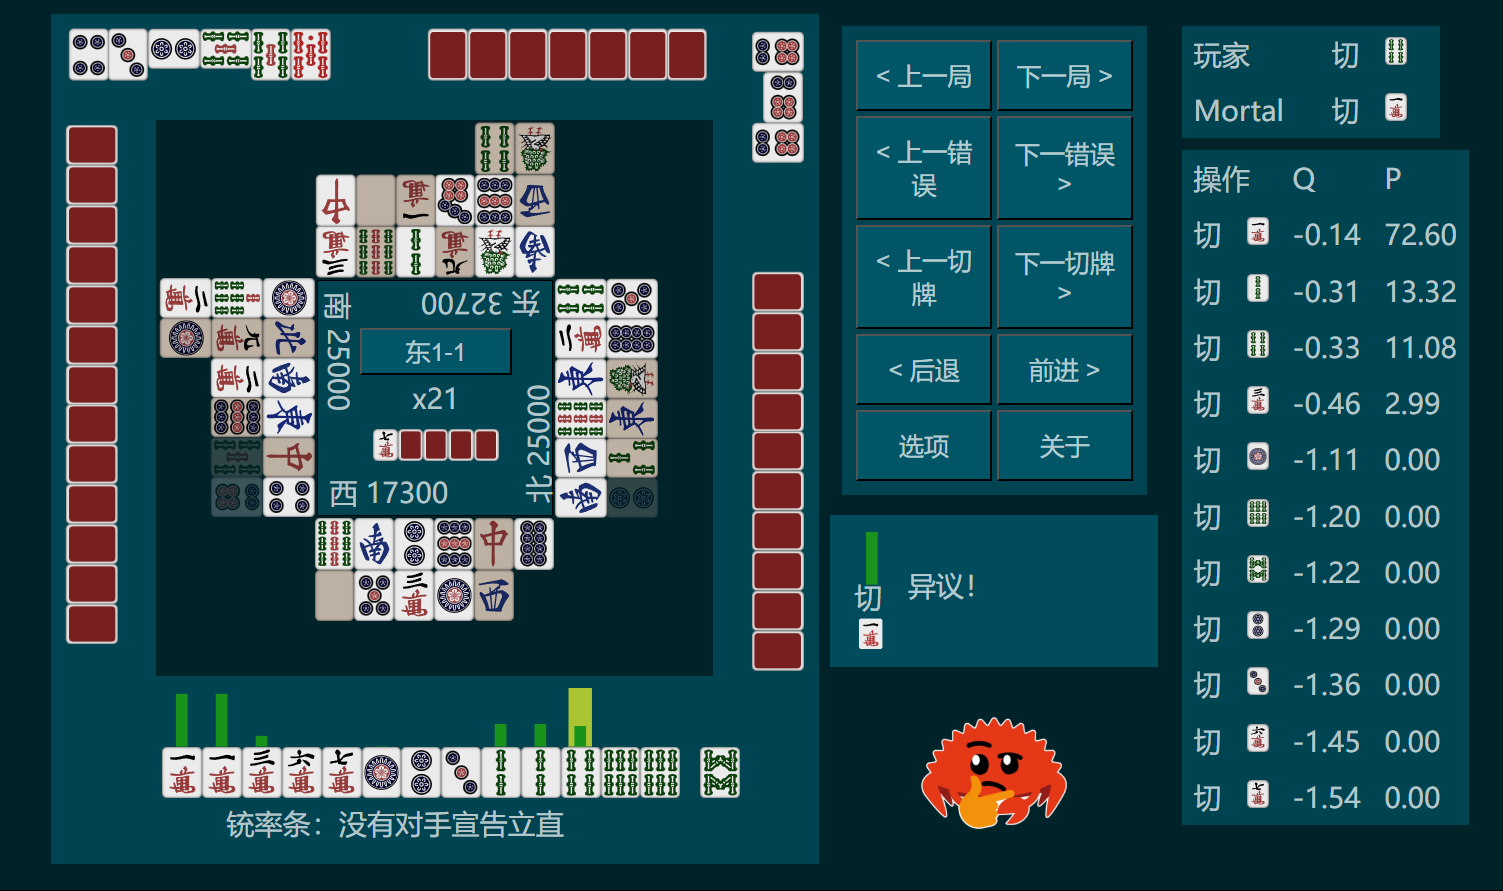 < 上一局
下一局 >
< 上一错误
下一错误 >
< 上一切牌
下一切牌 >
< 后退
前进 >
选项
关于
玩家 切
Mortal 切
操作 Q P
切 -0.14 72.60
切 -0.31 13.32
切 -0.33 11.08
切 -0.46 2.99
切 -1.11 0.00
切 -1.20 0.00
切 -1.22 0.00
切 -1.29 0.00
切 -1.36 0.00
切 -1.45 0.00
切 -1.54 0.00
东 32700
南 25000
东1-1
x21
北 25000
西 17300
切
异议！
铳率条：没有对手宣告立直